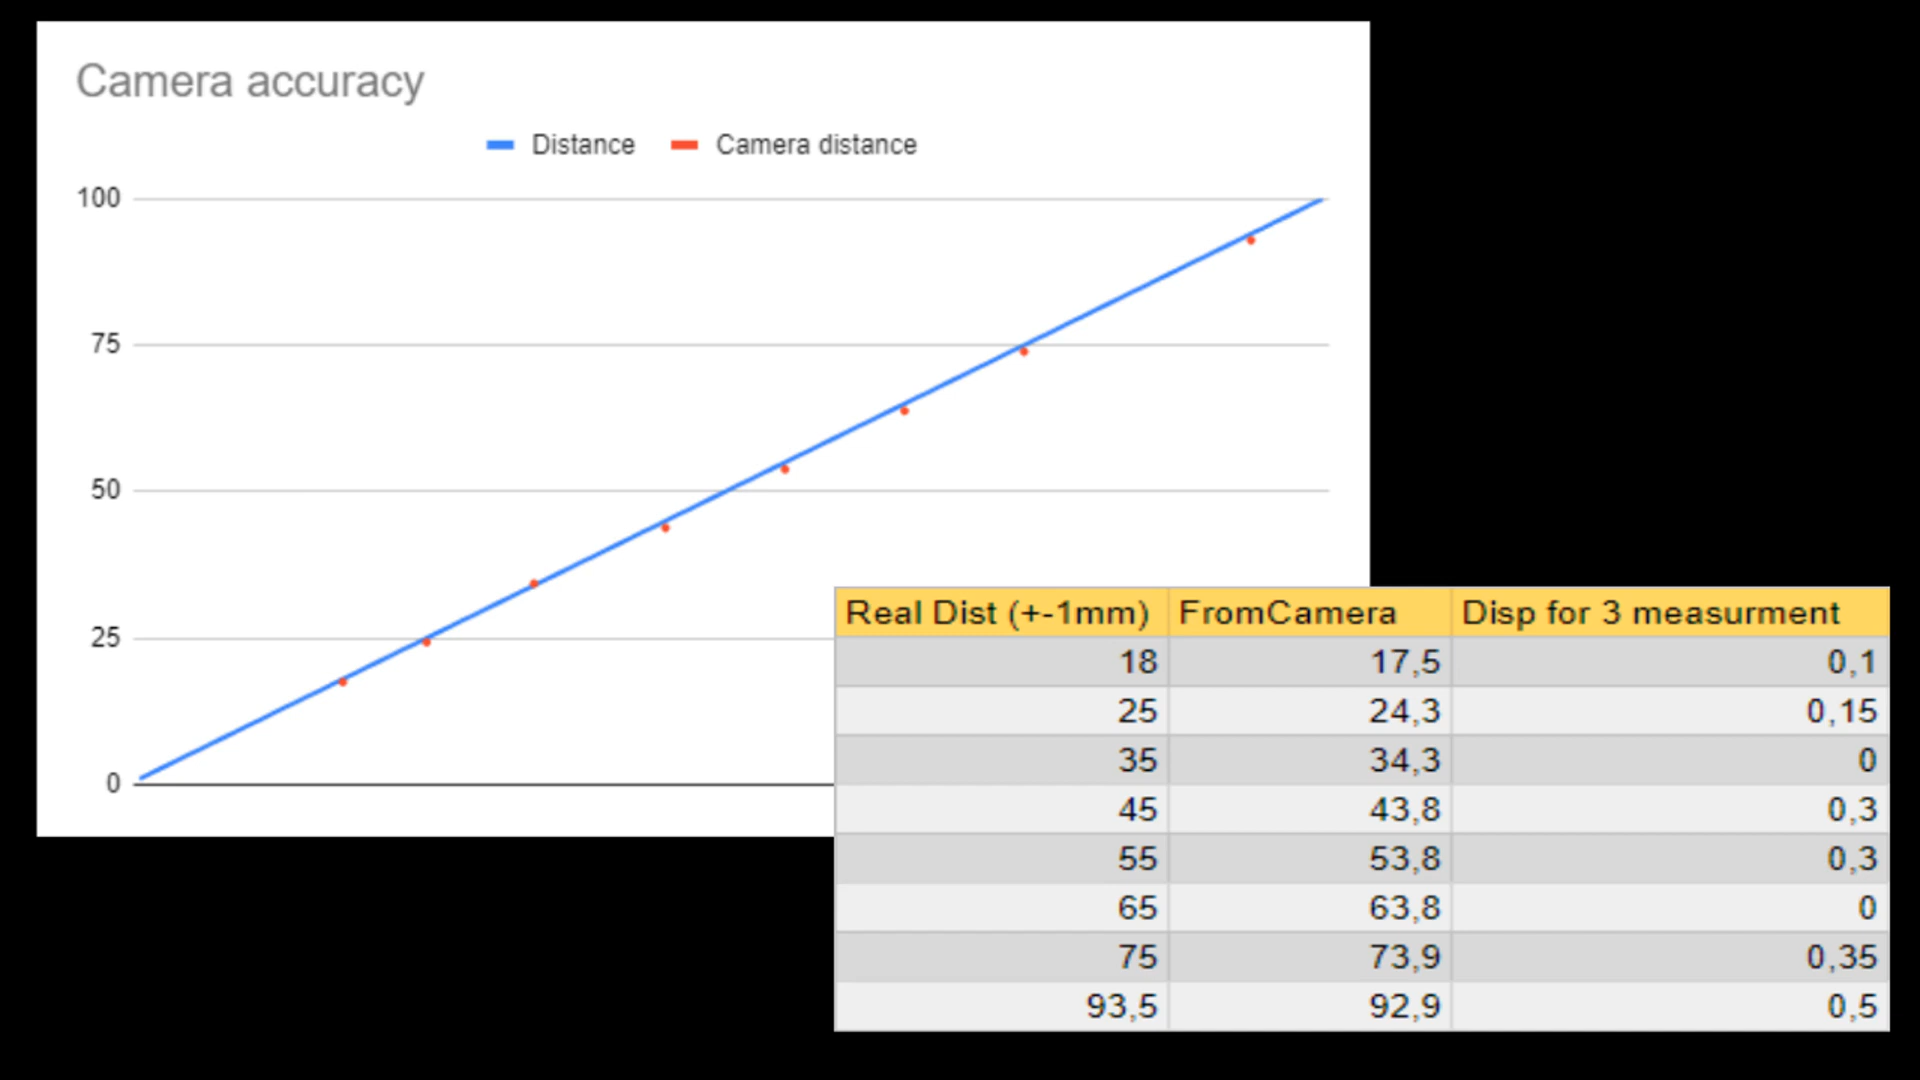 Camera accuracy
Distance Camera distance
100
75
50
25
0
Real Dist (+-1mm) FromCamera Disp for 3 measurment
18 17,5 0,1
25 24,3 0,15
35 34,3 0
45 43,8 0,3
55 53,8 0,3
65 63,8 0
75 73,9 0,35
93,5 92,9 0,5